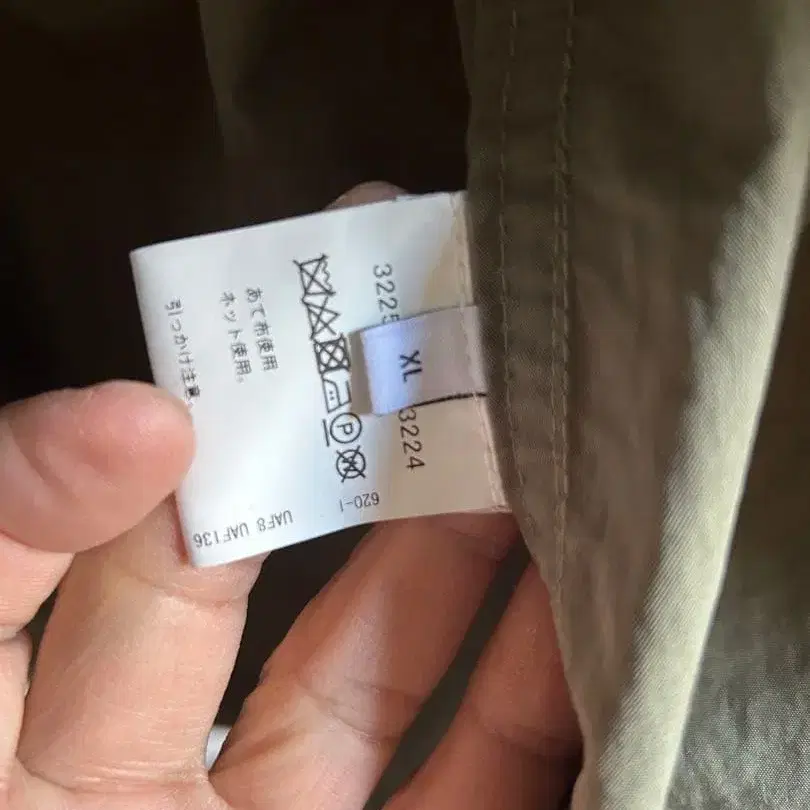 3225
XL
3224
P
あて布使用
ネット使用。
引っかけ注意
620-1
UAF8 UAF136